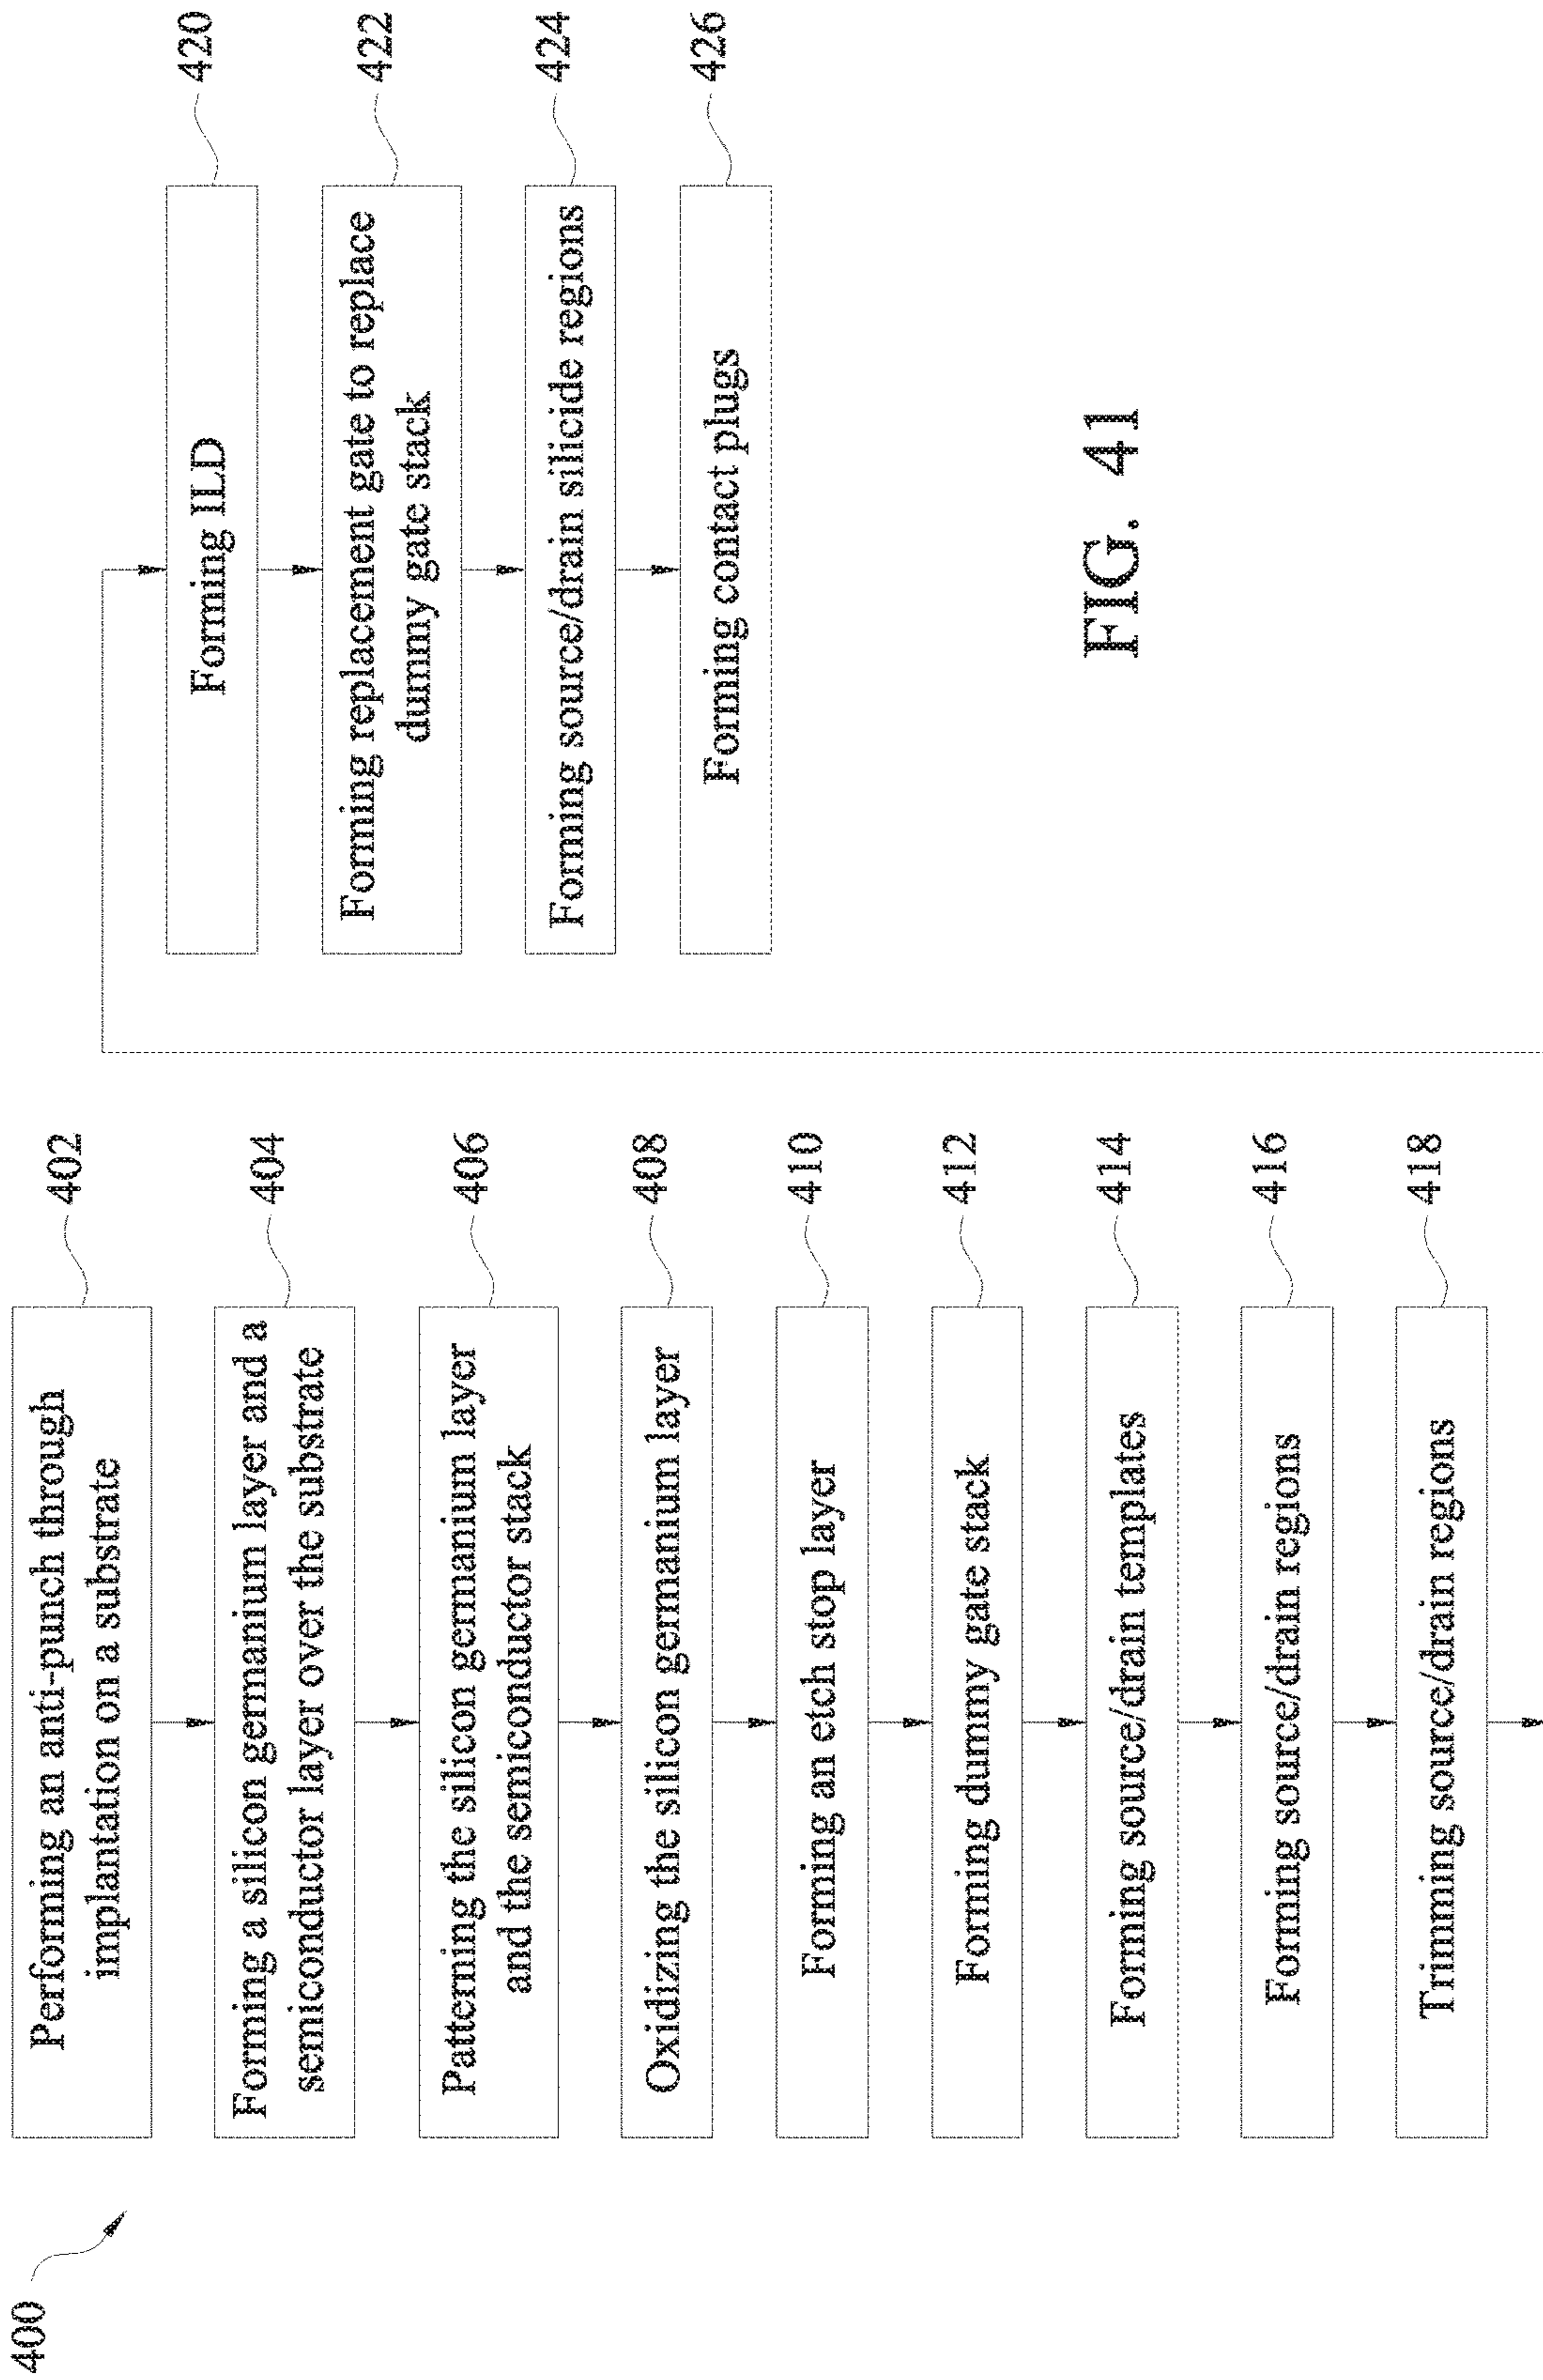 400
Performing an anti-punch through
implantation on a substrate
402
Forming a silicon germanium layer and a
semiconductor layer over the substrate
404
Patterning the silicon germanium layer
and the semiconductor stack
406
Oxidizing the silicon germanium layer
408
Forming an etch stop layer
410
Forming dummy gate stack
412
Forming source/drain templates
414
Forming source/drain regions
416
Trimming source/drain regions
418
Forming ILD
420
Forming replacement gate to replace
dummy gate stack
422
Forming source/drain silicide regions
424
Forming contact plugs
426
FIG. 41